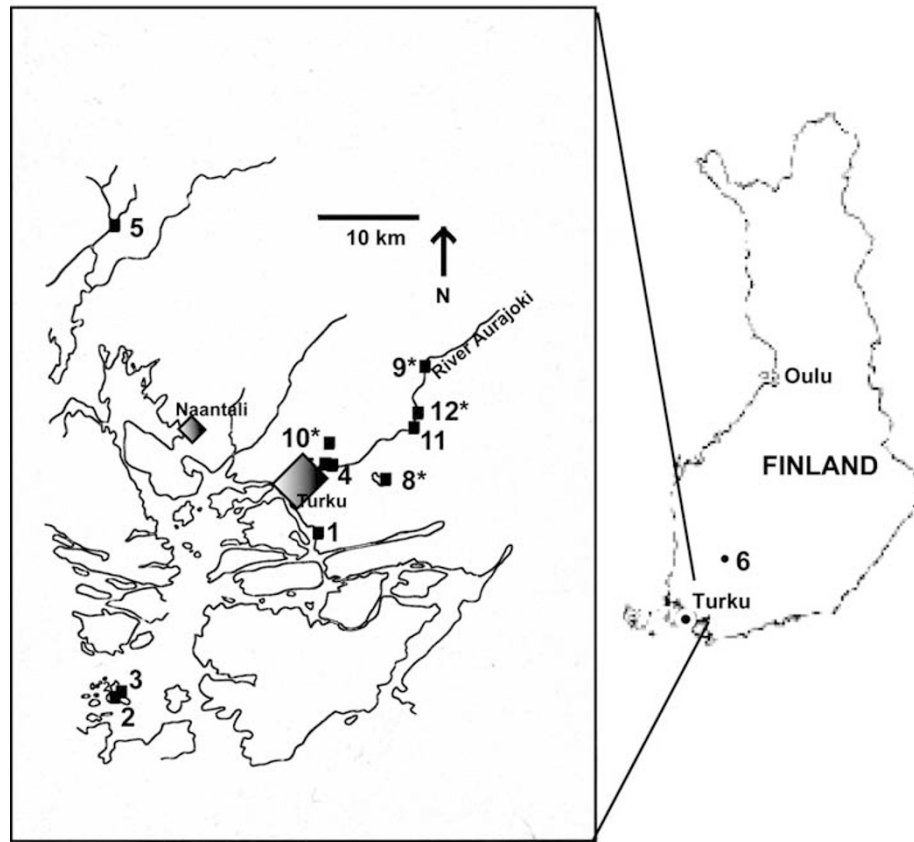 5
10 km
N
River Aurajoki
9*
Naantali
12*
10*
11
4
8*
Turku
1
3
2
Oulu
FINLAND
6
Turku